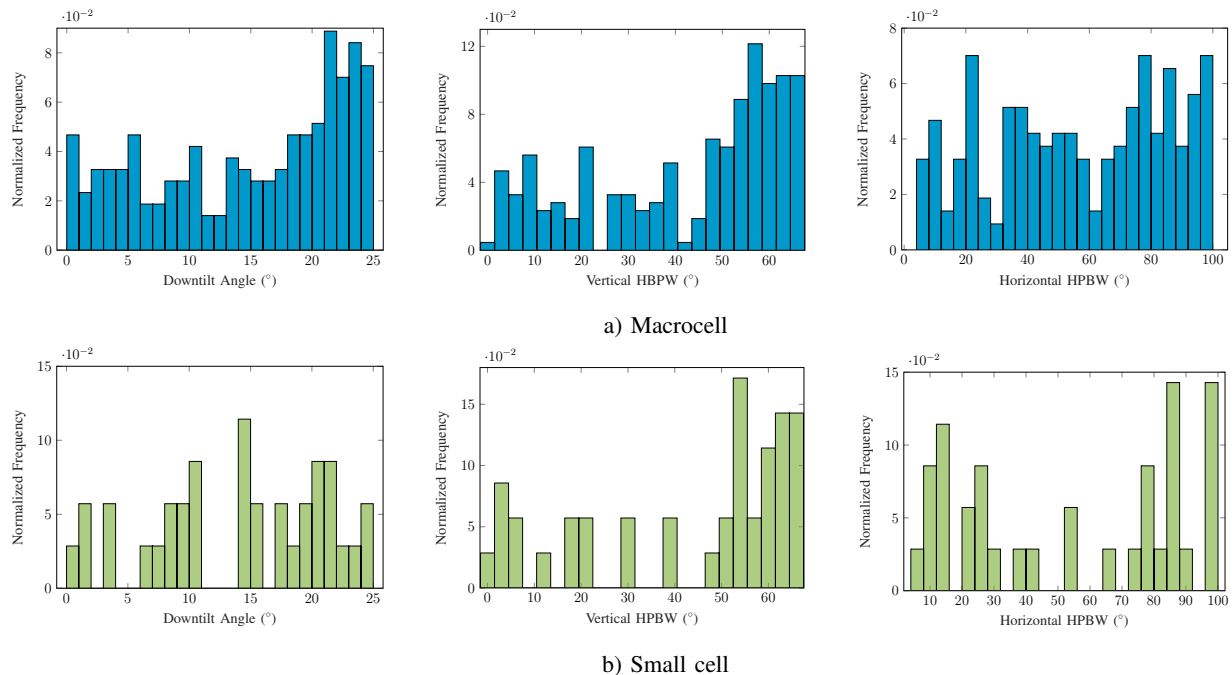 ·10⁻²
8
6
4
2
0
Normalized Frequency
0 5 10 15 20 25
Downtilt Angle (°)
·10⁻²
12
8
4
0
Normalized Frequency
0 10 20 30 40 50 60
Vertical HBPW (°)
·10⁻²
8
6
4
2
0
Normalized Frequency
0 20 40 60 80 100
Horizontal HPBW (°)
a) Macrocell
·10⁻²
15
10
5
0
Normalized Frequency
0 5 10 15 20 25
Downtilt Angle (°)
·10⁻²
15
10
5
0
Normalized Frequency
0 10 20 30 40 50 60
Vertical HPBW (°)
·10⁻²
15
10
5
0
Normalized Frequency
10 20 30 40 50 60 70 80 90 100
Horizontal HPBW (°)
b) Small cell